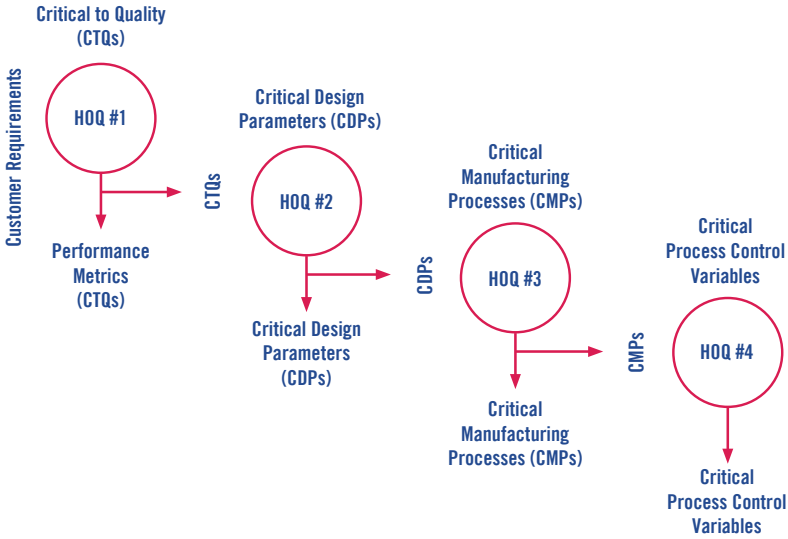 Critical to Quality
(CTQs)
Customer Requirements
HOQ #1
Performance
Metrics
(CTQs)
Critical Design
Parameters (CDPs)
CTQs
HOQ #2
Critical Design
Parameters
(CDPs)
Critical
Manufacturing
Processes (CMPs)
CDPs
HOQ #3
Critical
Manufacturing
Processes (CMPs)
Critical
Process Control
Variables
CMPs
HOQ #4
Critical
Process Control
Variables